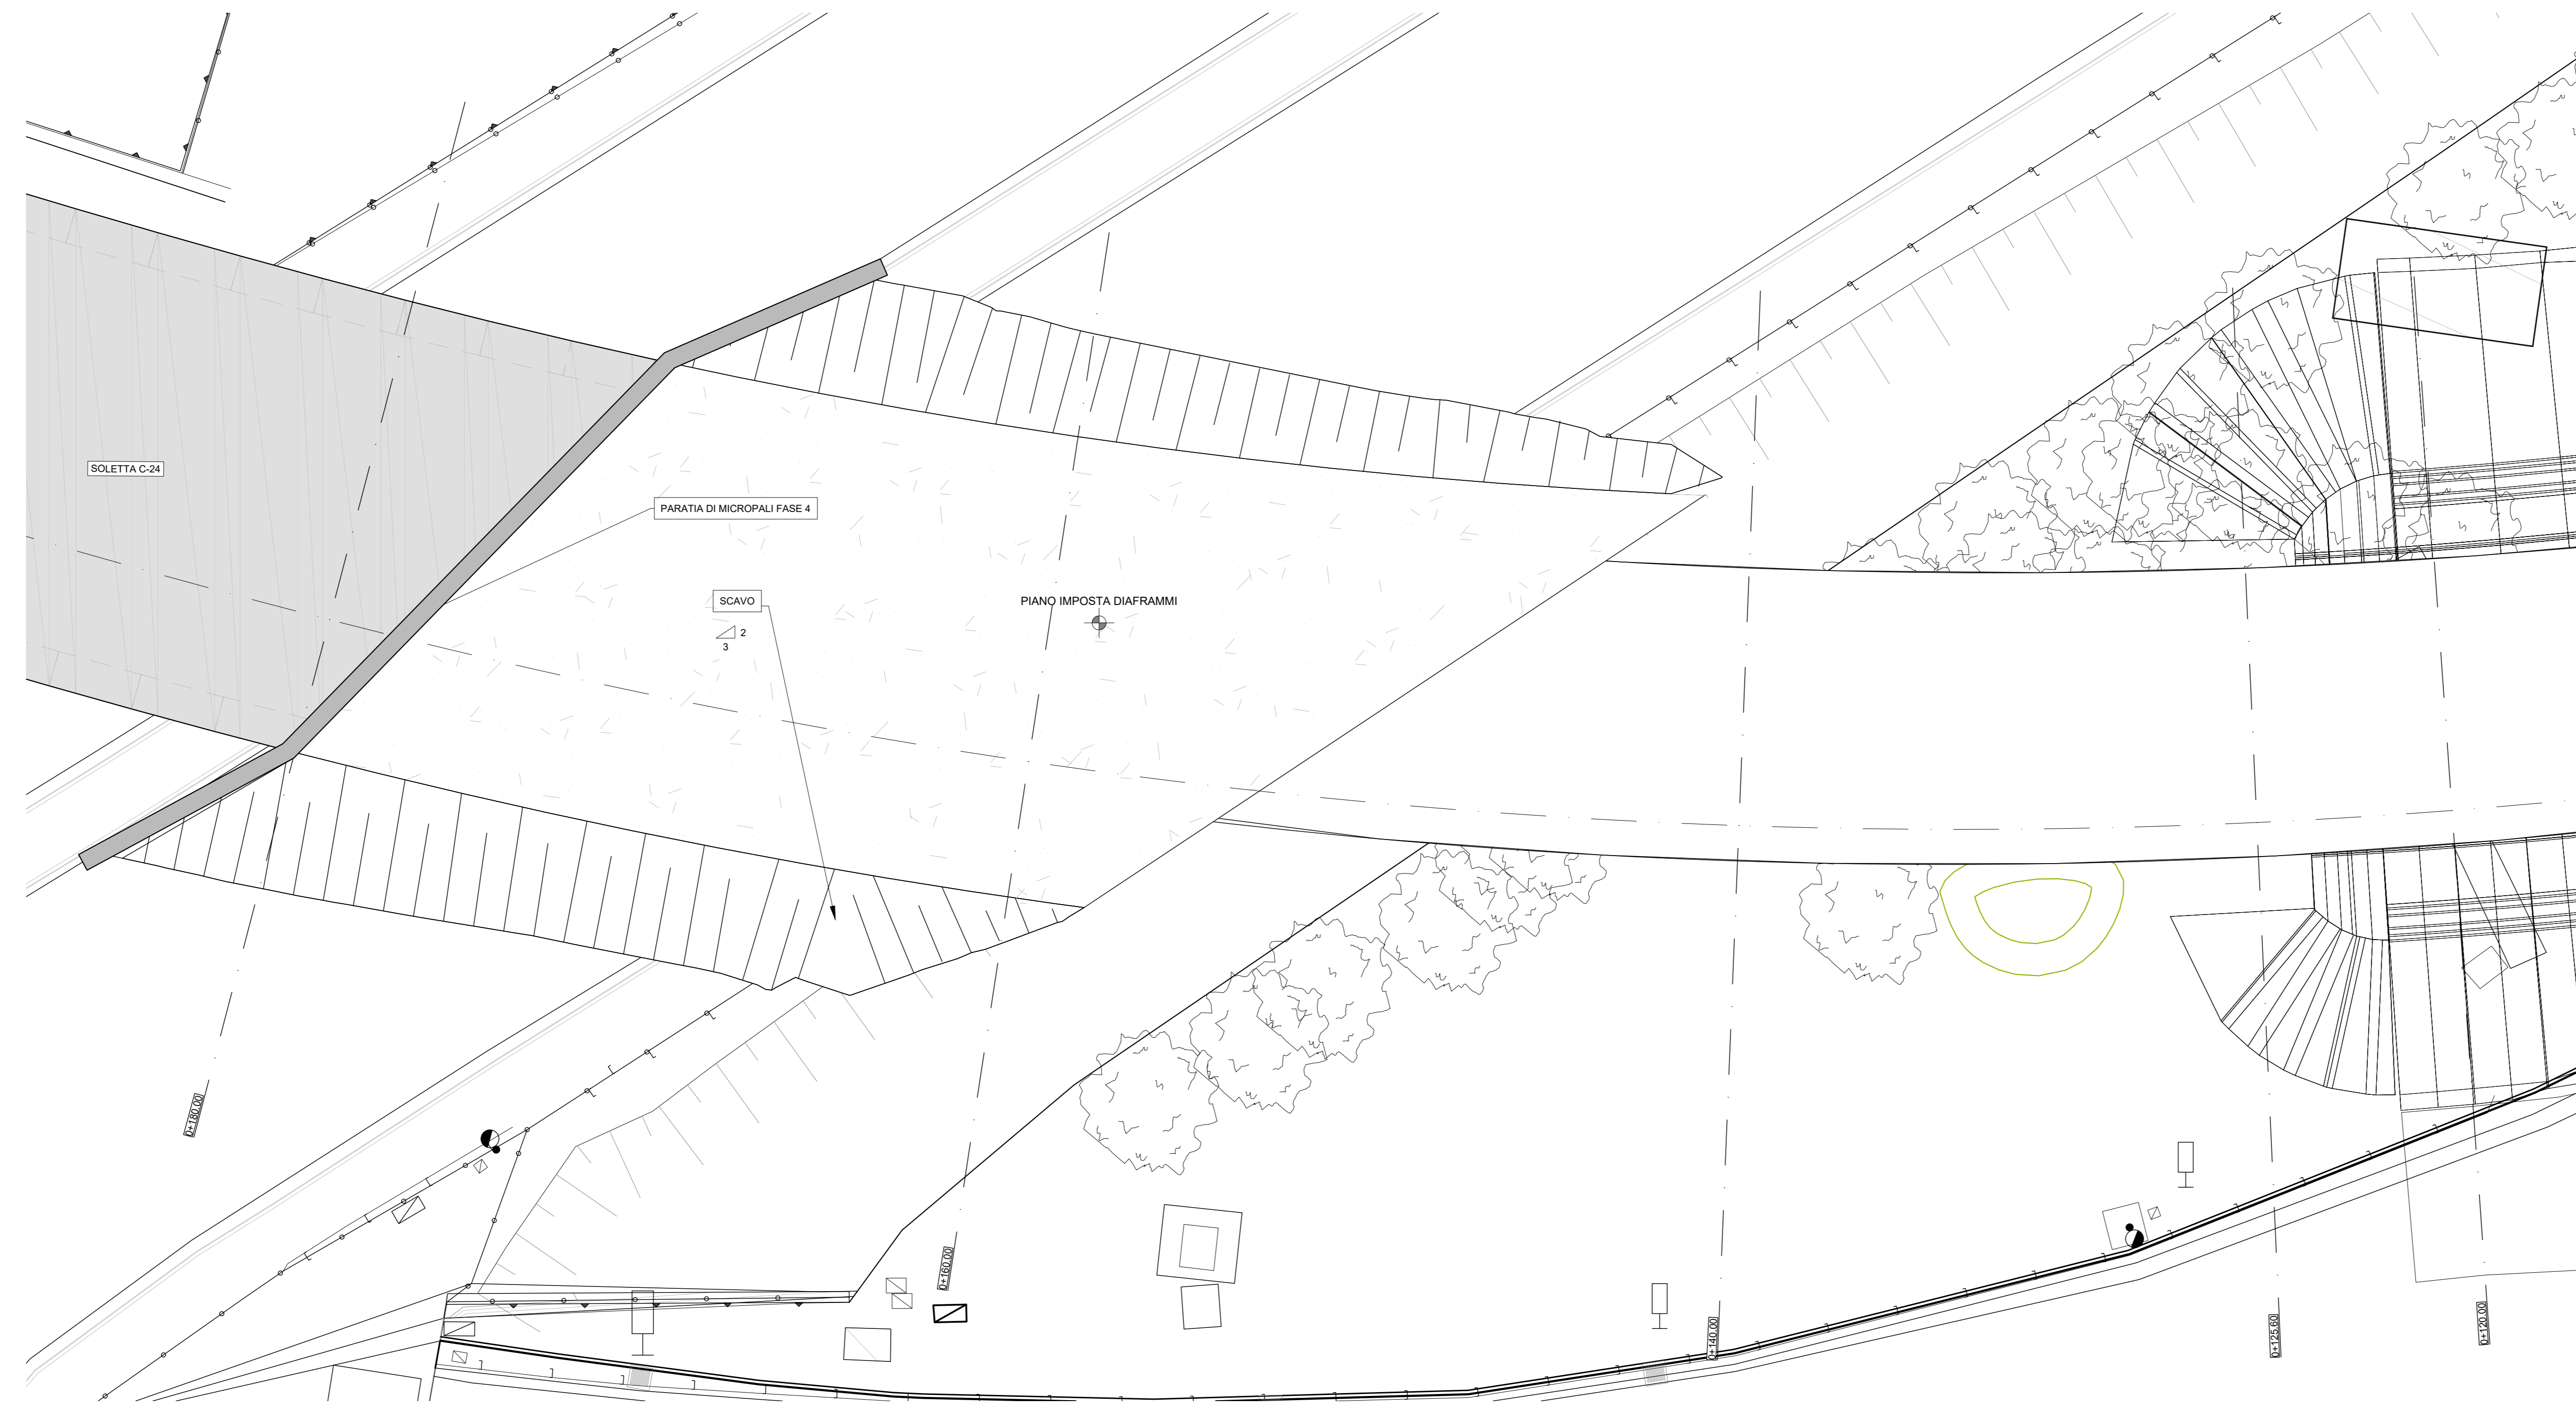 SOLETTA C-24
PARATIA DI MICROPALI FASE 4
SCAVO
2
3
PIANO IMPOSTA DIAFRAMMI
0+180.00
0+160.00
0+140.00
0+125.60
0+120.00